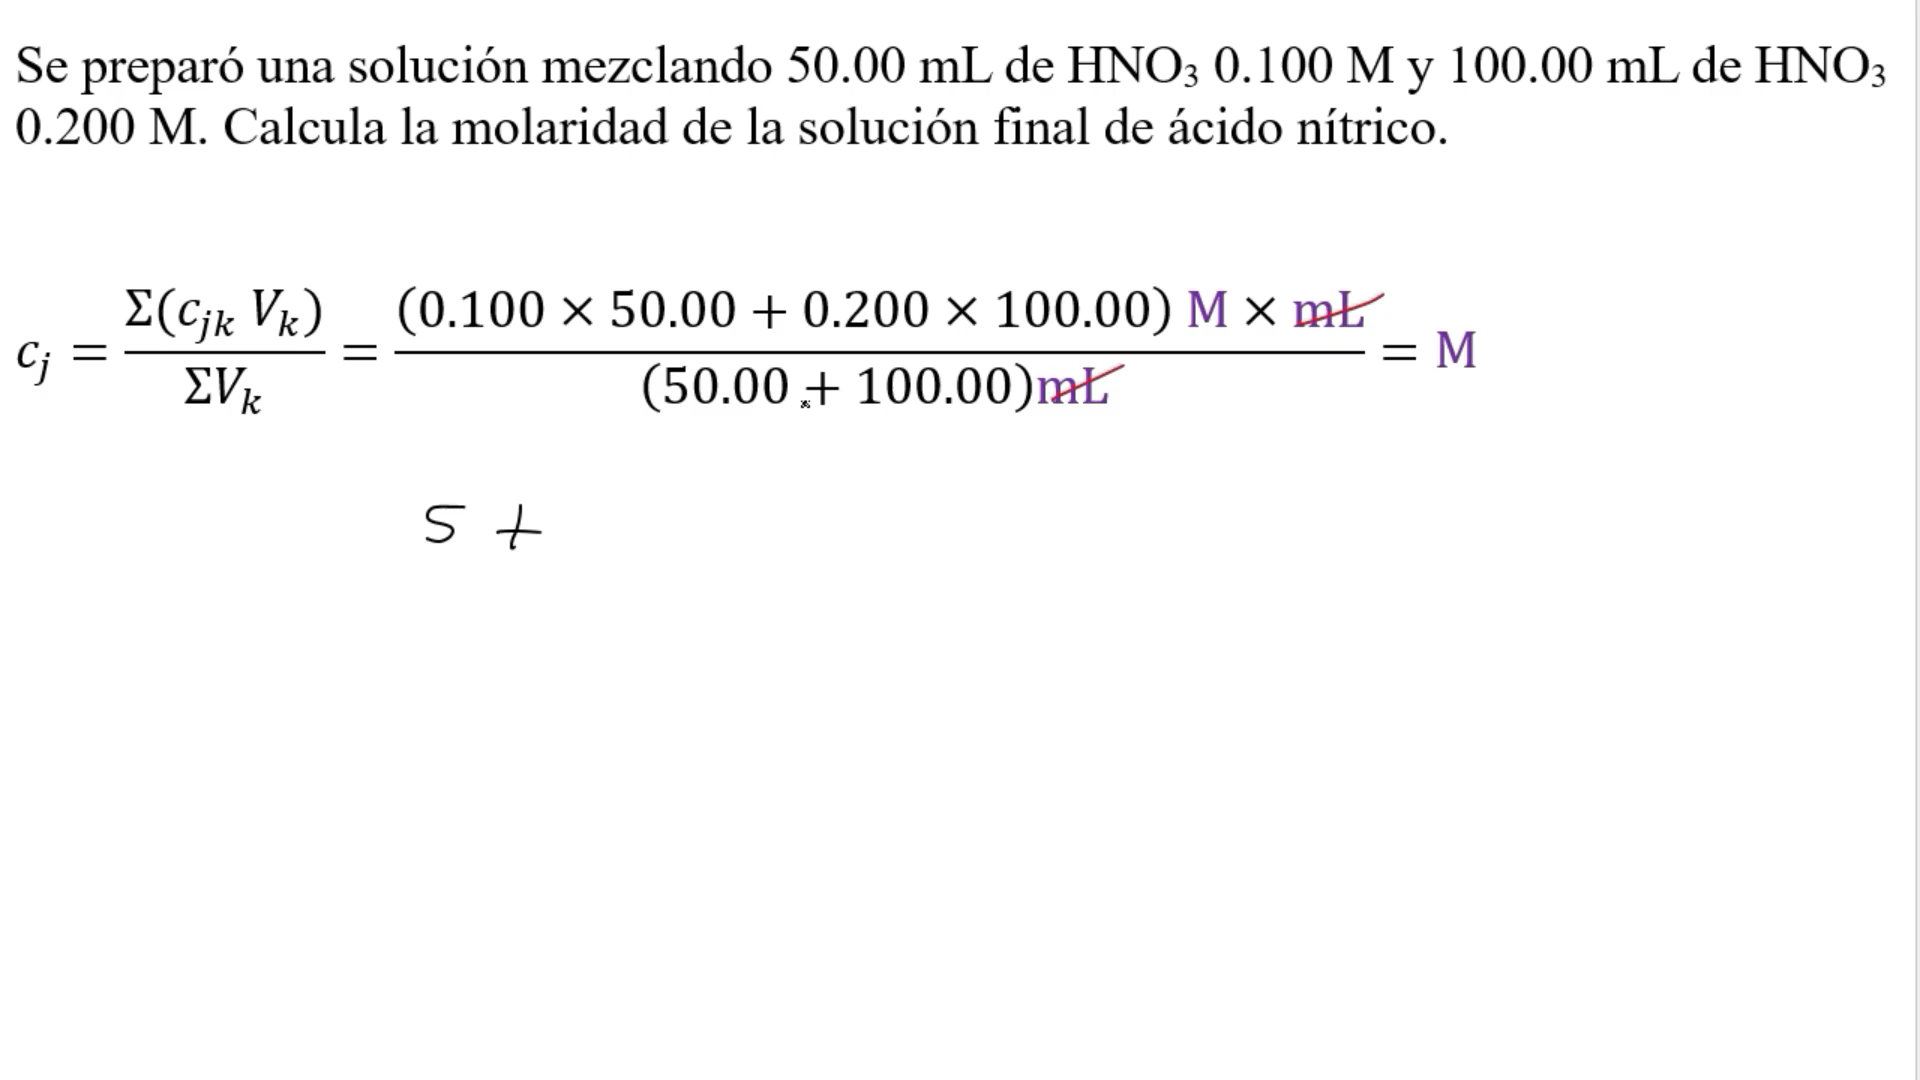 Se preparó una solución mezclando 50.00 mL de HNO₃ 0.100 M y 100.00 mL de HNO₃
0.200 M. Calcula la molaridad de la solución final de ácido nítrico.
c_j = Σ(c_jk V_k) / ΣV_k = (0.100 × 50.00 + 0.200 × 100.00) M × mL / (50.00 + 100.00)mL = M
5 +